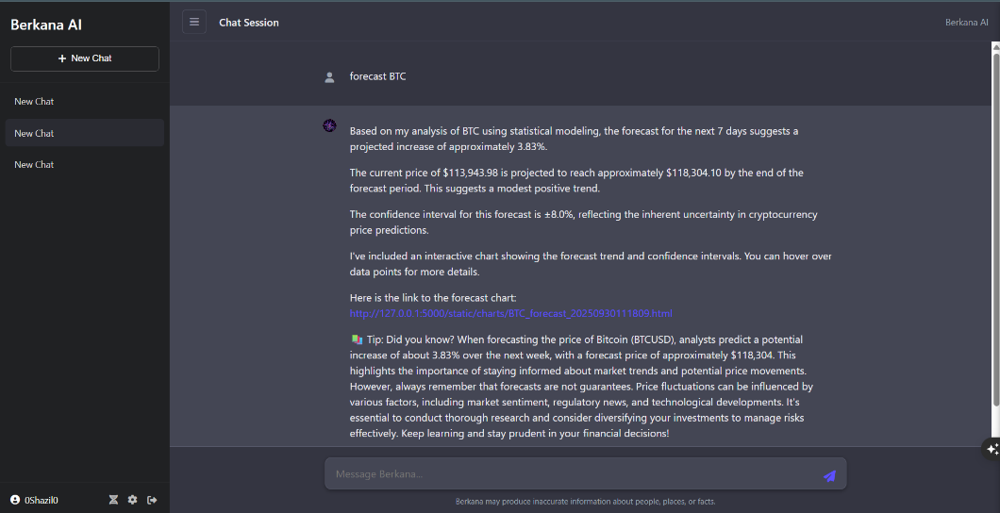 Berkana AI
+ New Chat
New Chat
New Chat
New Chat
0Shazil0
Chat Session
Berkana AI
forecast BTC
Based on my analysis of BTC using statistical modeling, the forecast for the next 7 days suggests a
projected increase of approximately 3.83%.
The current price of $113,943.98 is projected to reach approximately $118,304.10 by the end of the
forecast period. This suggests a modest positive trend.
The confidence interval for this forecast is ±8.0%, reflecting the inherent uncertainty in cryptocurrency
price predictions.
I've included an interactive chart showing the forecast trend and confidence intervals. You can hover over
data points for more details.
Here is the link to the forecast chart:
http://127.0.0.1:5000/static/charts/BTC_forecast_20250930111809.html
Tip: Did you know? When forecasting the price of Bitcoin (BTCUSD), analysts predict a potential
increase of about 3.83% over the next week, with a forecast price of approximately $118,304. This
highlights the importance of staying informed about market trends and potential price movements.
However, always remember that forecasts are not guarantees. Price fluctuations can be influenced by
various factors, including market sentiment, regulatory news, and technological developments. It's
essential to conduct thorough research and consider diversifying your investments to manage risks
effectively. Keep learning and stay prudent in your financial decisions!
Message Berkana...
Berkana may produce inaccurate information about people, places, or facts.